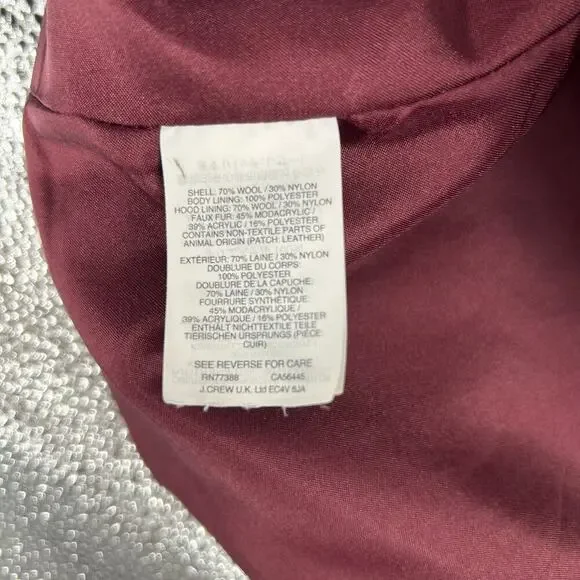 SHELL: 70% WOOL / 30% NYLON
BODY LINING: 100% POLYESTER
HOOD LINING: 70% WOOL / 30% NYLON
FAUX FUR: 45% MODACRYLIC /
39% ACRYLIC / 16% POLYESTER
CONTAINS NON-TEXTILE PARTS OF
ANIMAL ORIGIN (PATCH: LEATHER)
EXTÉRIEUR: 70% LAINE / 30% NYLON
DOUBLURE DU CORPS:
100% POLYESTER
DOUBLURE DE LA CAPUCHE:
70% LAINE / 30% NYLON
FOURRURE SYNTHÉTIQUE:
45% MODACRYLIQUE /
39% ACRYLIQUE / 16% POLYESTER
ENTHÄLT NICHTTEXTILE TEILE
TIERISCHEN URSPRUNGS (PIÈCE:
CUIR)
SEE REVERSE FOR CARE
RN77388 CA56445
J.CREW U.K. Ltd EC4V 6JA